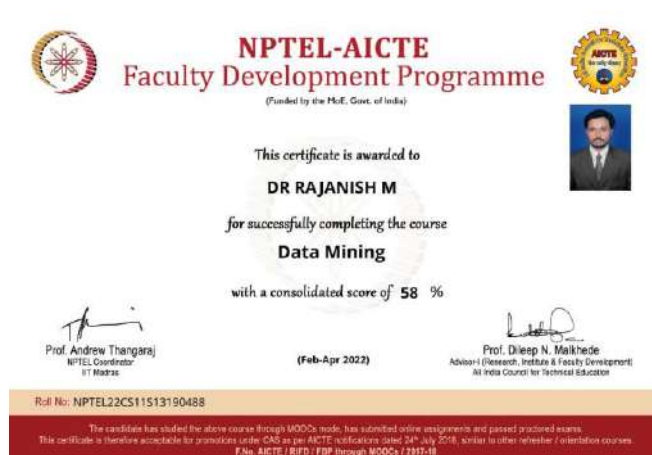 NPTEL-AICTE
Faculty Development Programme
(Funded by the MoE, Govt. of India)
AICTE
This certificate is awarded to
DR RAJANISH M
for successfully completing the course
Data Mining
with a consolidated score of 58 %
Prof. Andrew Thangaraj
NPTEL Coordinator
IIT Madras
(Feb-Apr 2022)
Prof. Dileep N. Malkhede
Advisor-I (Research, Institute & Faculty Development)
All India Council for Technical Education
Roll No: NPTEL22CS11S13190488
The candidate has studied the above course through MOOCs mode, has submitted online assignments and passed proctored exams.
This certificate is therefore acceptable for promotions under CAS as per AICTE notifications dated 24th July 2018, similar to other refresher / orientation courses.
F.No. AICTE / RIFD / FDP through MOOCs / 2017-18